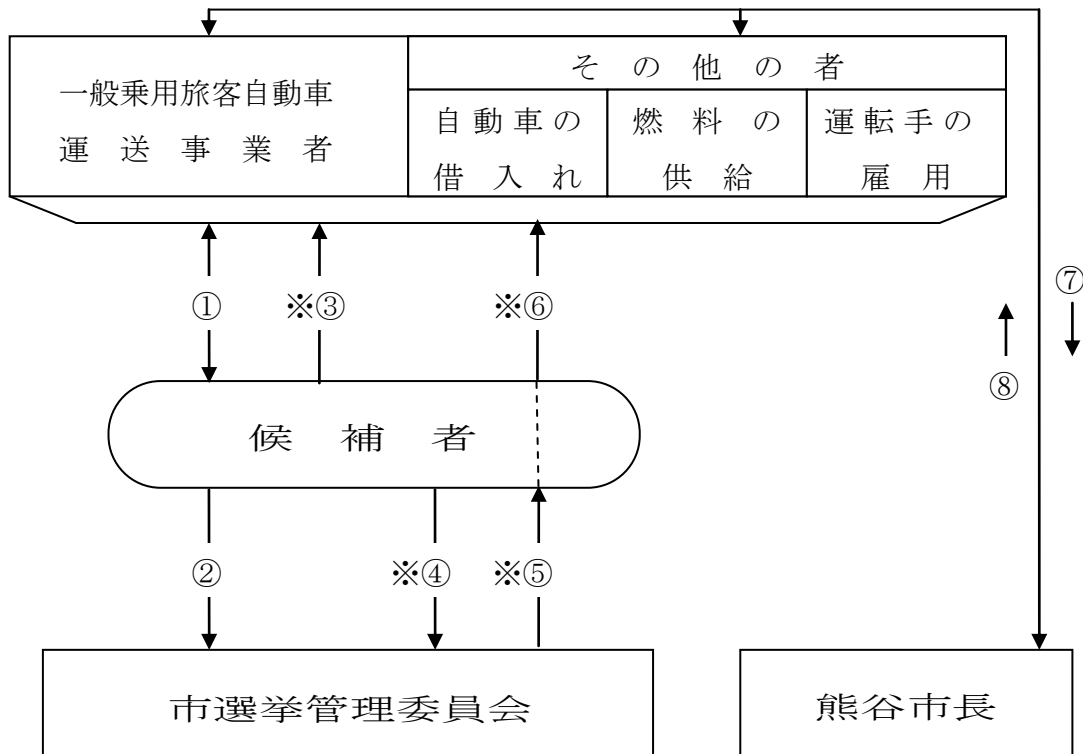 その他の者
一般乗用旅客自動車
運送事業者
自動車の
借入れ
燃料の
供給
運転手の
雇用
①
※③
※⑥
⑦
⑧
候補者
②
※④
※⑤
市選挙管理委員会
熊谷市長